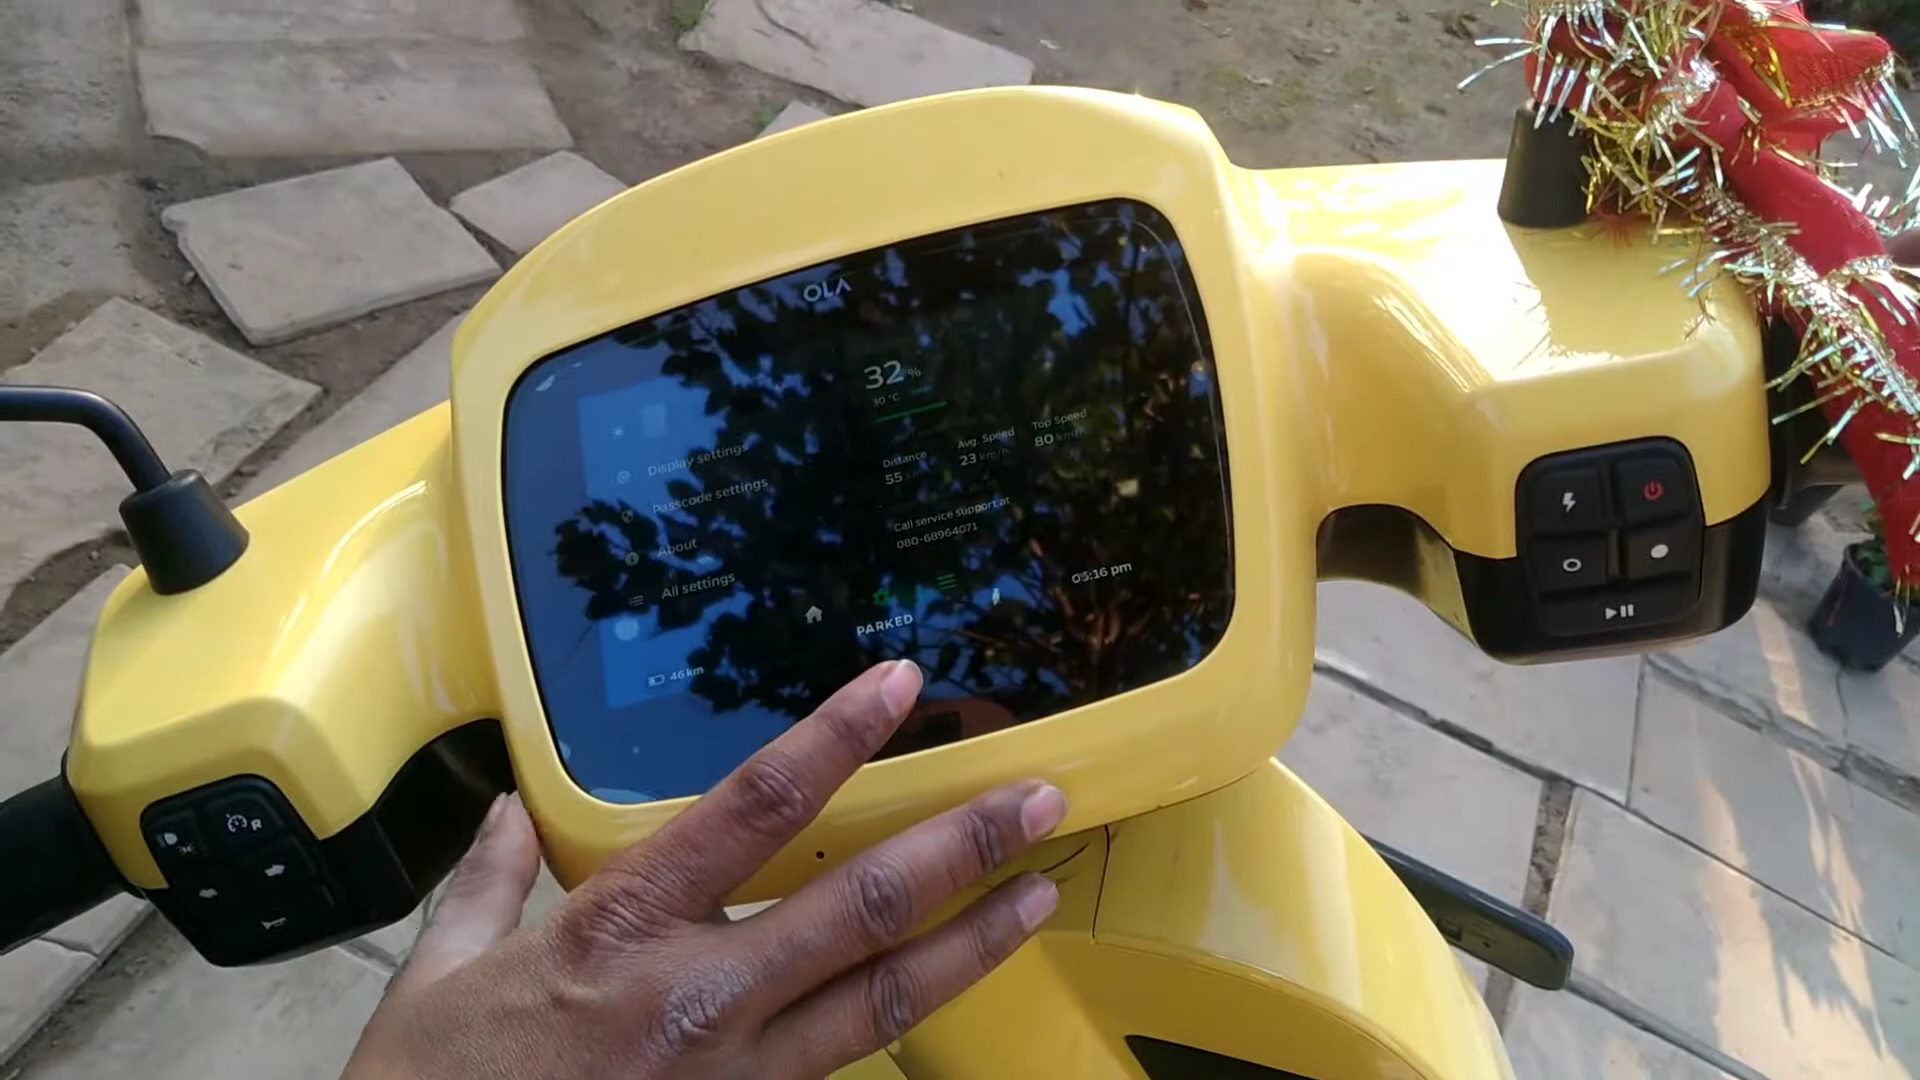 OLA
32 %
30 °C
Distance
55 km
Avg. Speed
23 km/h
Top Speed
80 km/h
Display settings
Passcode settings
About
All settings
Call service support at
080-68964071
05:16 pm
PARKED
46 km
R